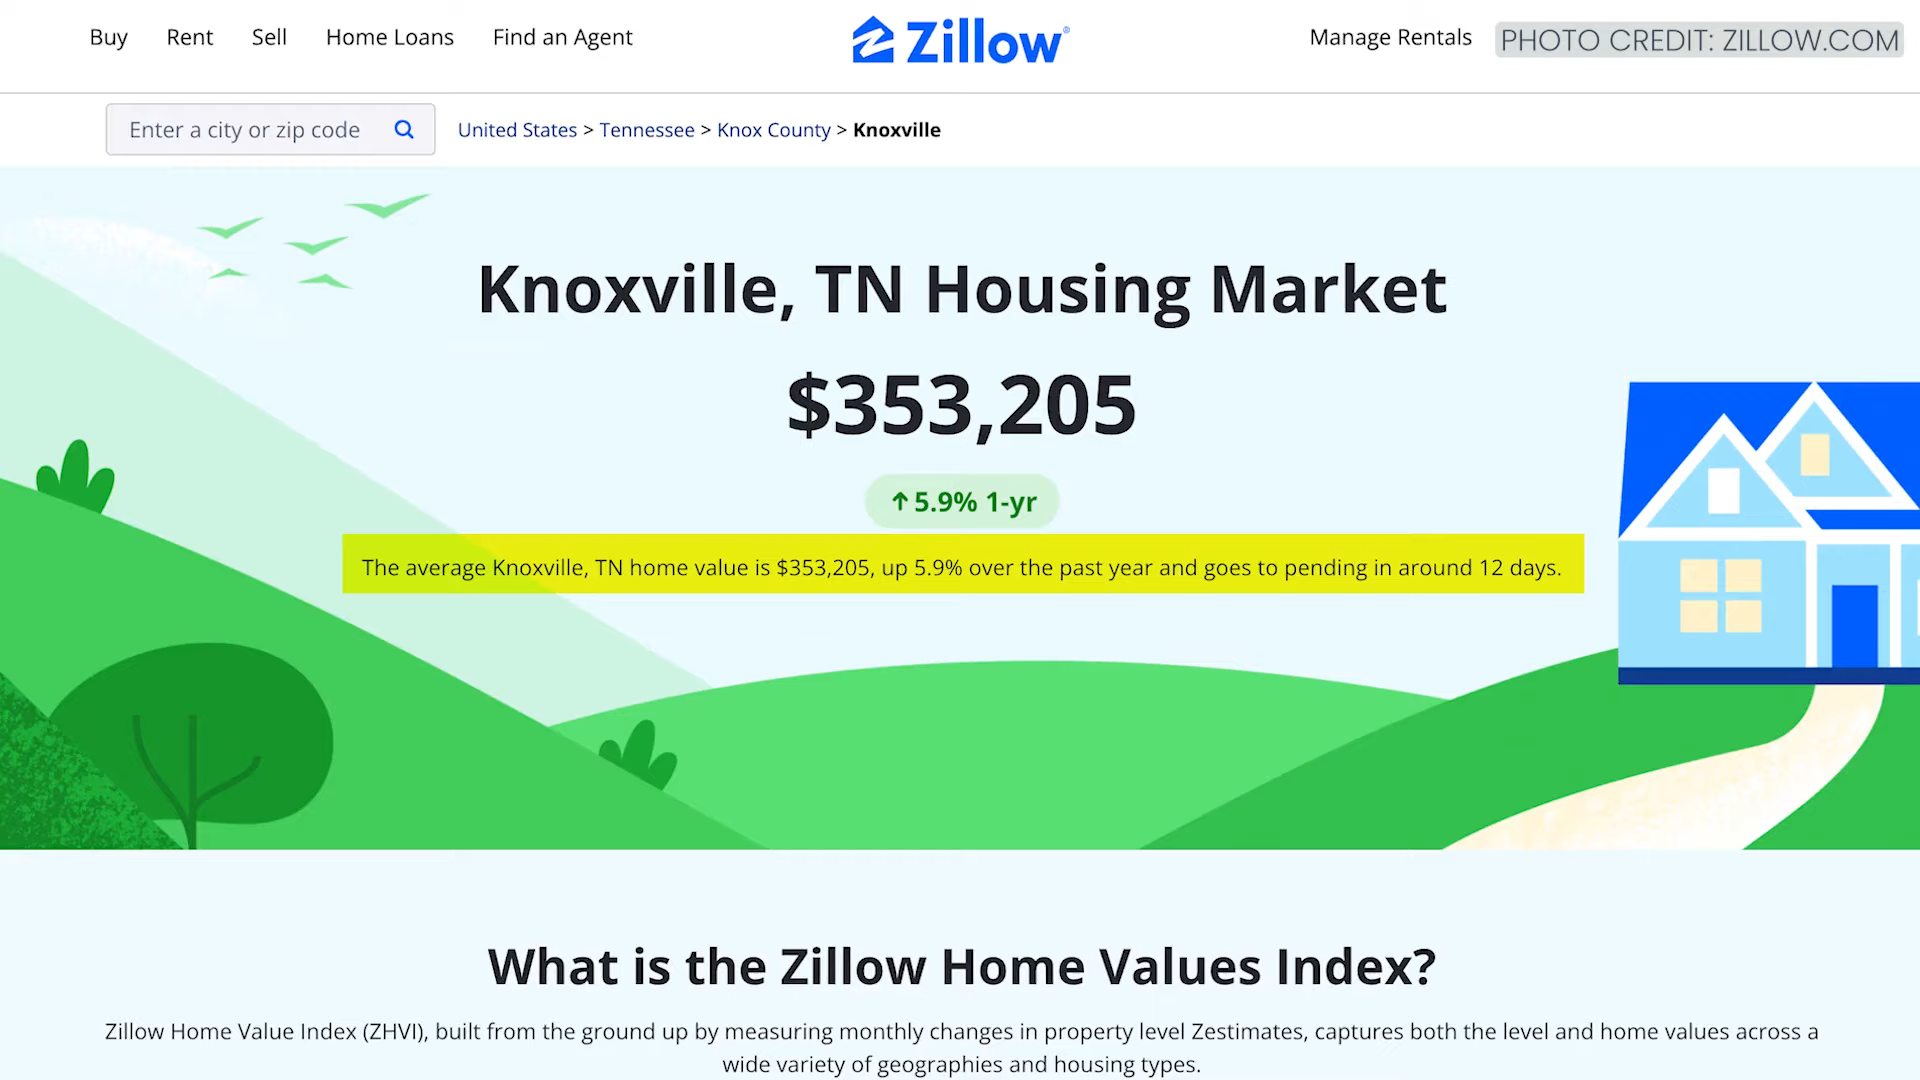 Buy Rent Sell Home Loans Find an Agent Zillow® Manage Rentals PHOTO CREDIT: ZILLOW.COM
Enter a city or zip code United States > Tennessee > Knox County > Knoxville
Knoxville, TN Housing Market
$353,205
↑ 5.9% 1-yr
The average Knoxville, TN home value is $353,205, up 5.9% over the past year and goes to pending in around 12 days.
What is the Zillow Home Values Index?
Zillow Home Value Index (ZHVI), built from the ground up by measuring monthly changes in property level Zestimates, captures both the level and home values across a
wide variety of geographies and housing types.